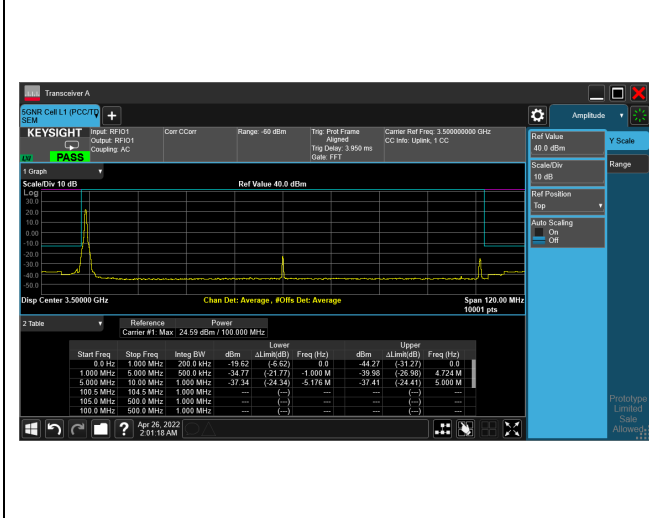 Transceiver A
5GNR Cell L1 (PCC/TD
SEM
Amplitude
KEYSIGHT
Input: RFIO1
Output: RFIO1
Coupling: AC
Corr CCorr
Range: -60 dBm
Trig: Prot Frame
Aligned
Trig Delay: 3.950 ms
Gate: FFT
Carrier Ref Freq: 3.500000000 GHz
CC Info: Uplink, 1 CC
PASS
Ref Value
40.0 dBm
Y Scale
Scale/Div
10 dB
Range
Ref Position
Top
Auto Scaling
On
Off
1 Graph
Scale/Div 10 dB
Ref Value 40.0 dBm
Log
30.0
20.0
10.0
0.00
-10.0
-20.0
-30.0
-40.0
-50.0
Disp Center 3.50000 GHz
Chan Det: Average , #Offs Det: Average
Span 120.00 MHz
10001 pts
2 Table
Reference Power
Carrier #1: Max 24.59 dBm / 100.000 MHz
Lower Upper
Start Freq Stop Freq Integ BW dBm ΔLimit(dB) Freq (Hz) dBm ΔLimit(dB) Freq (Hz)
0.0 Hz 1.000 MHz 200.0 kHz -19.62 (-6.62) 0.0 -44.27 (-31.27) 0.0
1.000 MHz 5.000 MHz 500.0 kHz -34.77 (-21.77) -1.000 M -39.98 (-26.98) 4.724 M
5.000 MHz 10.00 MHz 1.000 MHz -37.34 (-24.34) -5.176 M -37.41 (-24.41) 5.000 M
100.5 MHz 104.5 MHz 1.000 MHz --- (---) --- (---)
105.0 MHz 500.0 MHz 1.000 MHz --- (---) --- (---)
100.0 MHz 500.0 MHz 1.000 MHz --- (---) --- (---)
Prototype
Limited
Sale
Allowed
Apr 26, 2022
2:01:18 AM